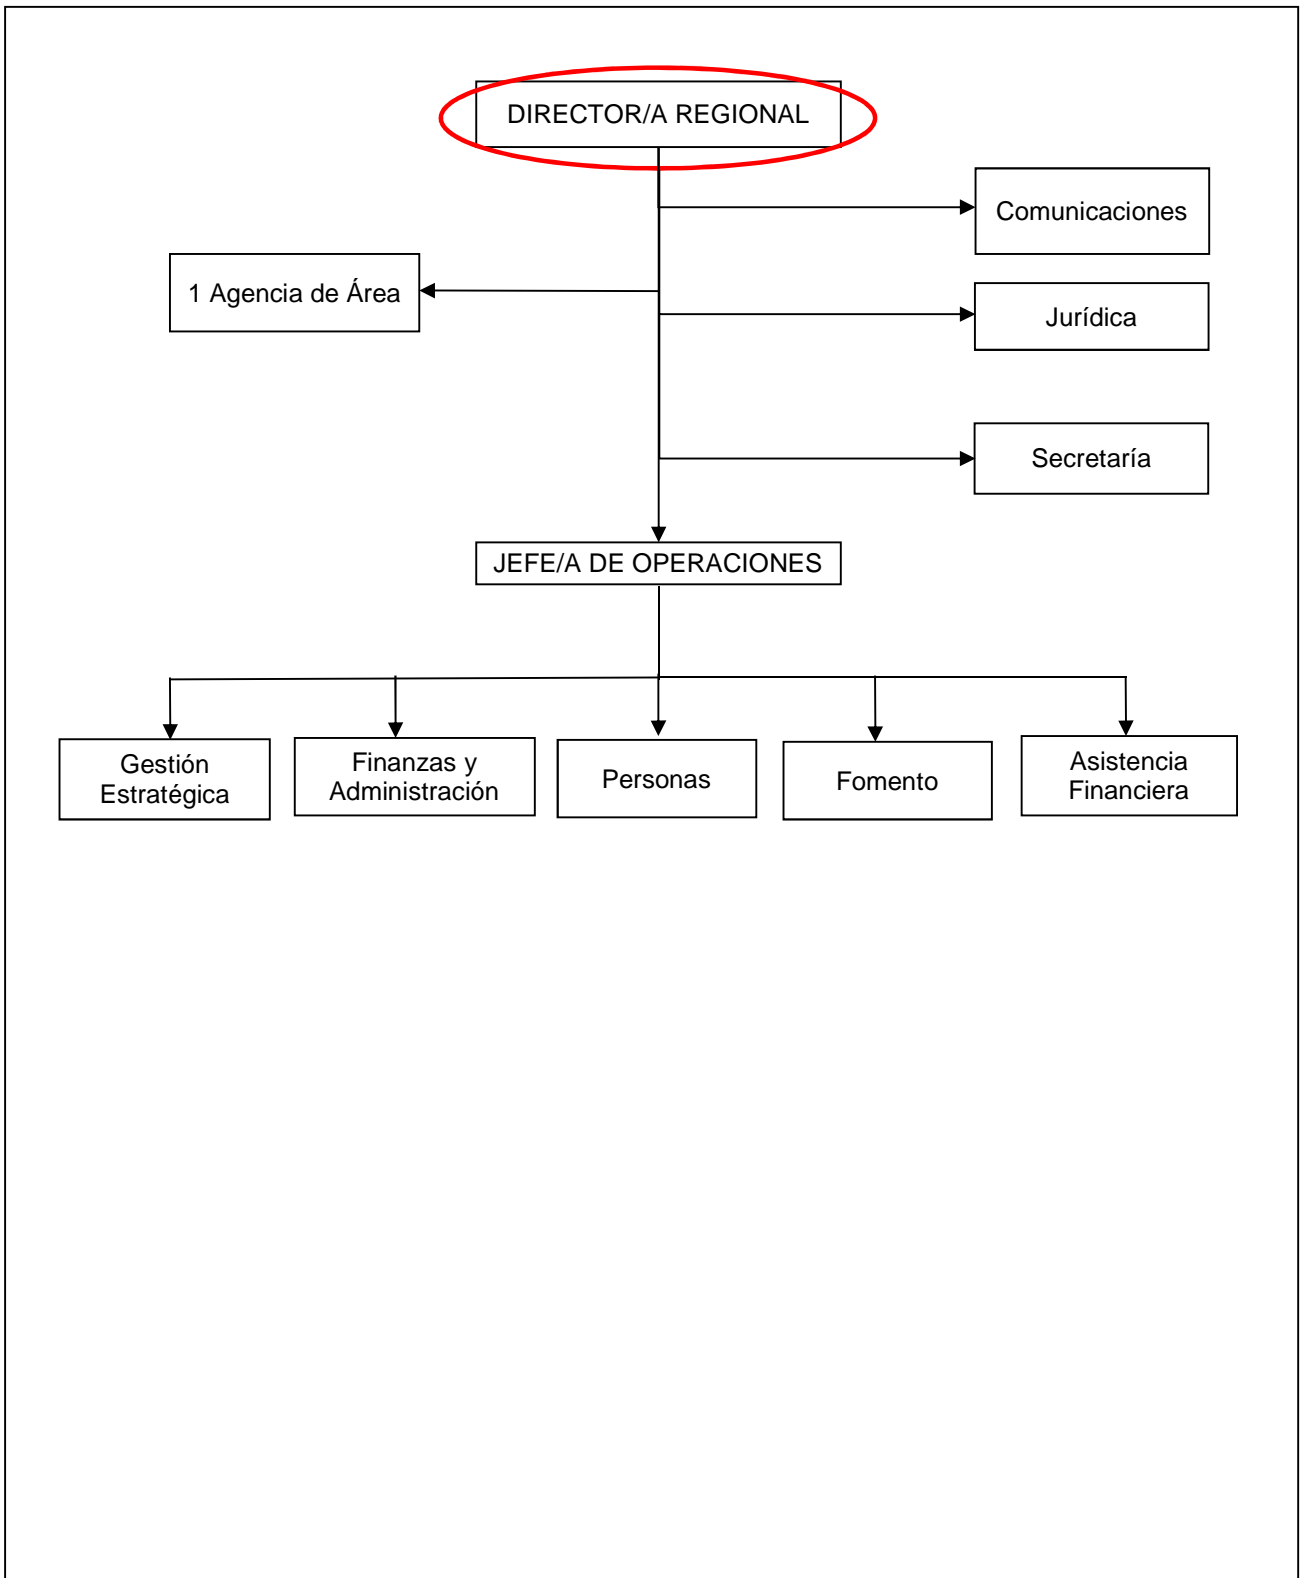 DIRECTOR/A REGIONAL
Comunicaciones
1 Agencia de Área
Jurídica
Secretaría
JEFE/A DE OPERACIONES
Gestión
Estratégica
Finanzas y
Administración
Personas
Fomento
Asistencia
Financiera